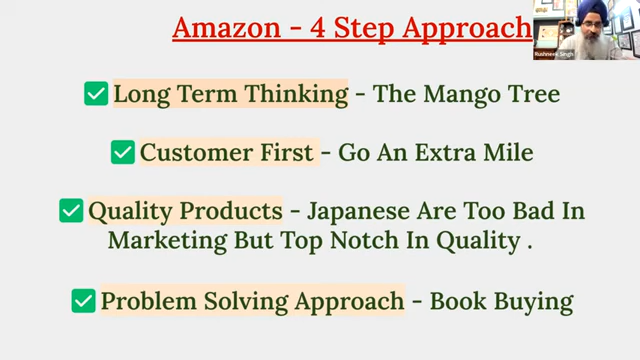 Amazon - 4 Step Approach
Rushneek Singh
Long Term Thinking - The Mango Tree
Customer First - Go An Extra Mile
Quality Products - Japanese Are Too Bad In
Marketing But Top Notch In Quality .
Problem Solving Approach - Book Buying